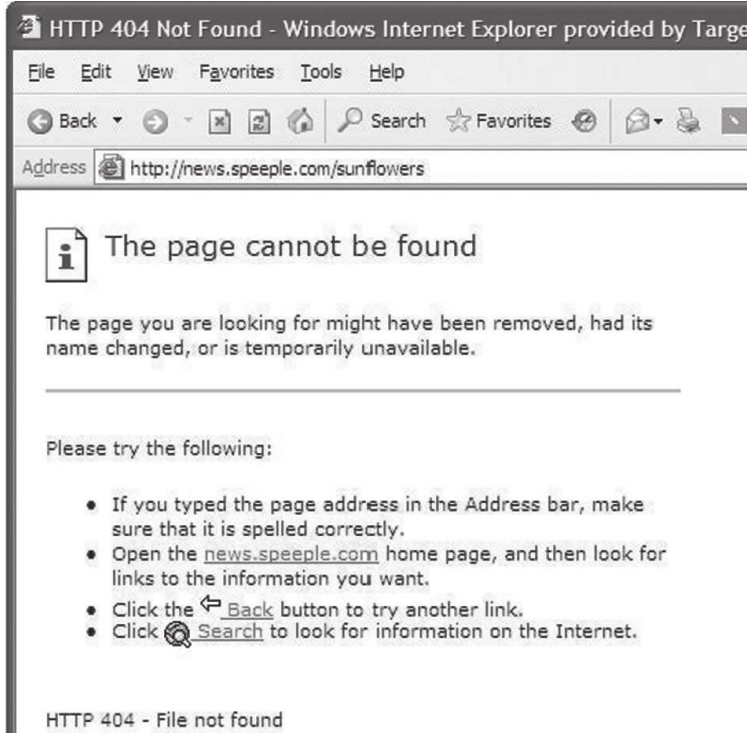 HTTP 404 Not Found - Windows Internet Explorer provided by Targe
File Edit View Favorites Tools Help
Back Search Favorites
Address http://news.speeple.com/sunflowers
The page cannot be found
The page you are looking for might have been removed, had its
name changed, or is temporarily unavailable.
Please try the following:
• If you typed the page address in the Address bar, make
sure that it is spelled correctly.
• Open the news.speeple.com home page, and then look for
links to the information you want.
• Click the Back button to try another link.
• Click Search to look for information on the Internet.
HTTP 404 - File not found